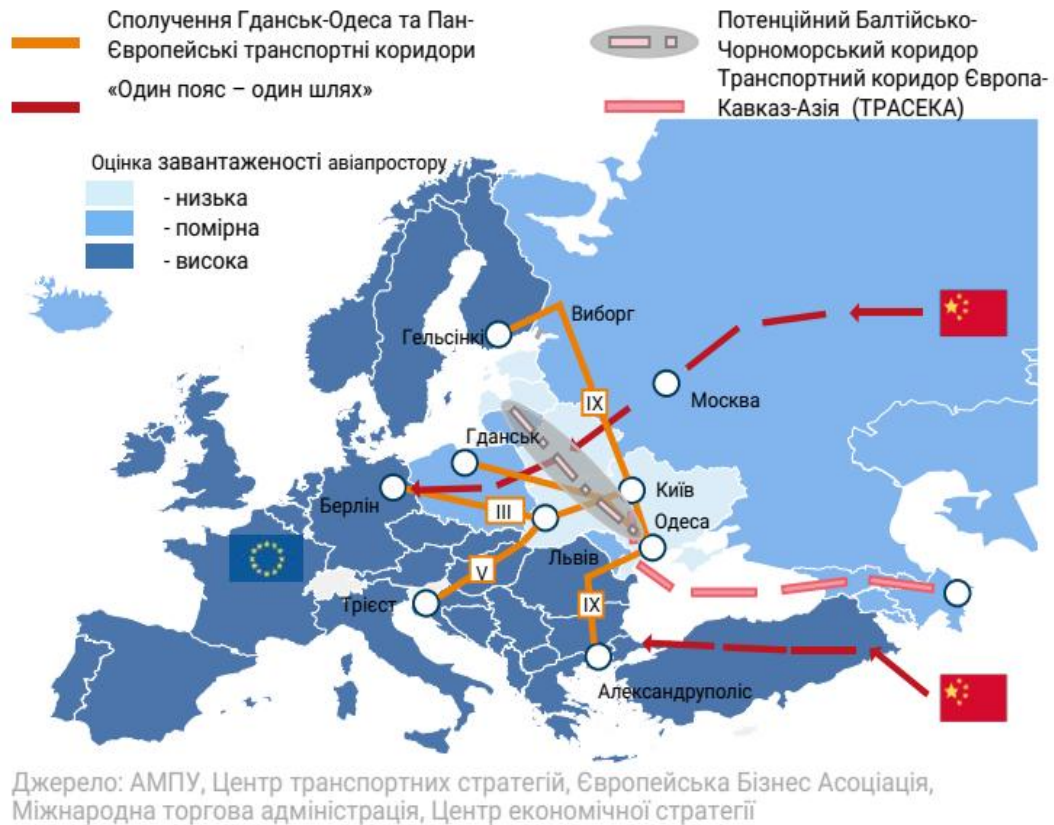 Сполучення Гданськ-Одеса та Пан-
Європейські транспортні коридори
«Один пояс – один шлях»
Потенційний Балтійсько-
Чорноморський коридор
Транспортний коридор Європа-
Кавказ-Азія (ТРАСЕКА)
Оцінка завантаженості авіапростору
- низька
- помірна
- висока
Виборг
Гельсінкі
Москва
IX
Гданськ
Київ
Берлін
III
Одеса
Львів
V
Трієст
IX
Александруполіс
Джерело: АМПУ, Центр транспортних стратегій, Європейська Бізнес Асоціація,
Міжнародна торгова адміністрація, Центр економічної стратегії